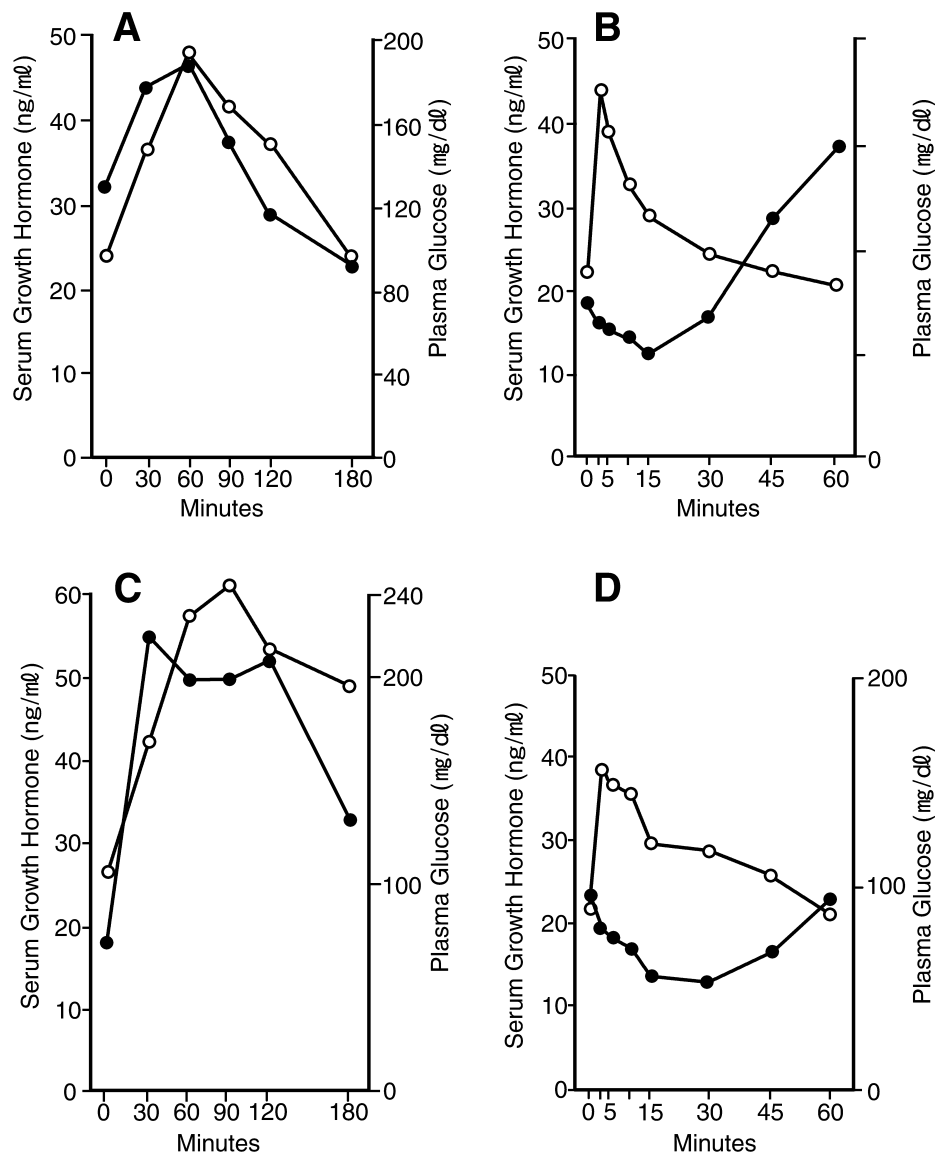 A
50
40
30
20
10
0
Serum Growth Hormone (ng/㎖)
200
160
120
80
40
0
Plasma Glucose (㎎/㎗)
0 30 60 90 120 180
Minutes
B
50
40
30
20
10
0
Serum Growth Hormone (ng/㎖)
0
Plasma Glucose (㎎/㎗)
0 5 15 30 45 60
Minutes
C
60
50
40
30
20
10
0
Serum Growth Hormone (ng/㎖)
240
200
100
0
Plasma Glucose (㎎/㎗)
0 30 60 90 120 180
Minutes
D
50
40
30
20
10
0
Serum Growth Hormone (ng/㎖)
200
100
0
Plasma Glucose (㎎/㎗)
0 5 15 30 45 60
Minutes